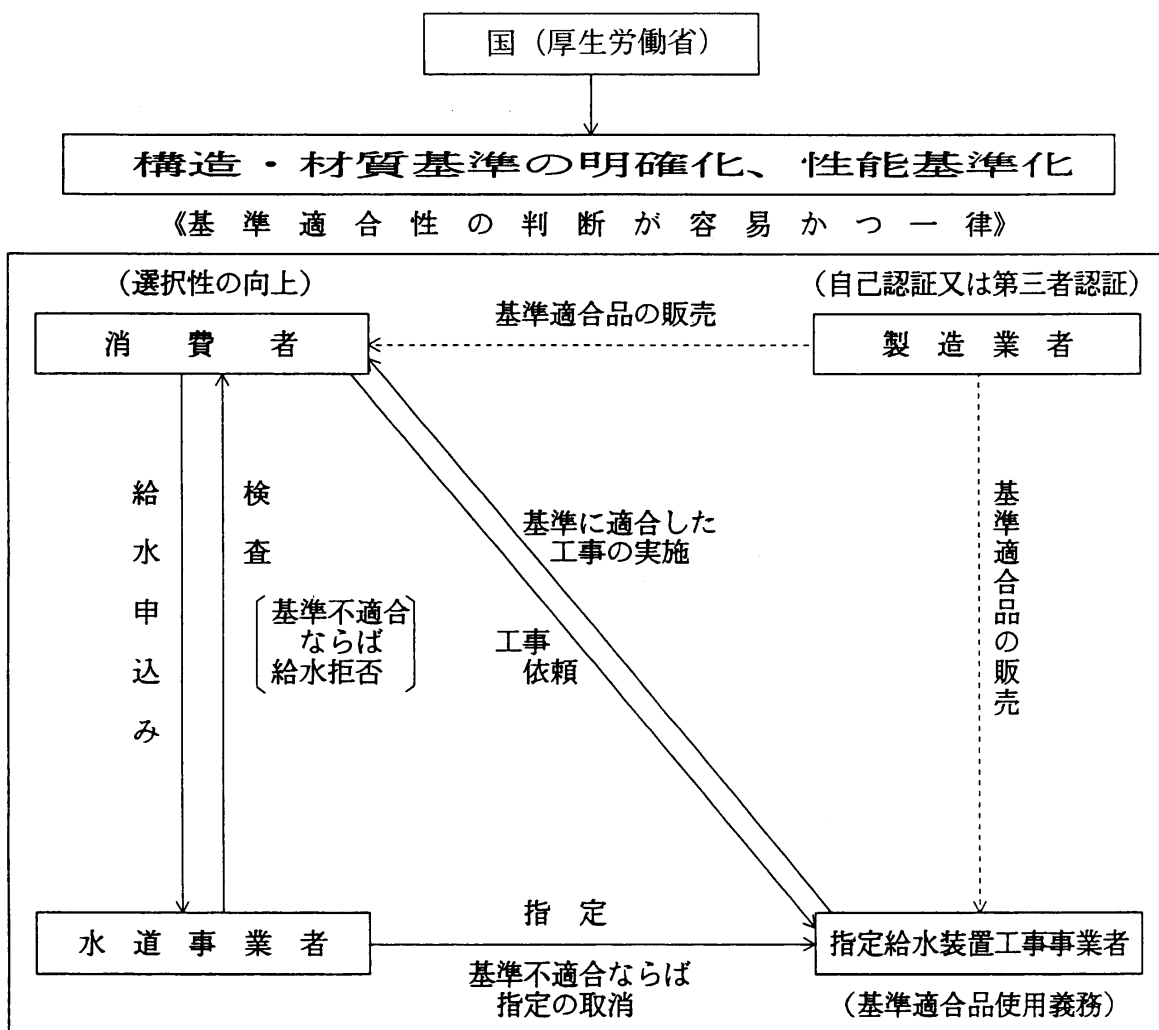 国（厚生労働省）
構造・材質基準の明確化、性能基準化
《基準適合性の判断が容易かつ一律》
（選択性の向上）
（自己認証又は第三者認証）
消費者
基準適合品の販売
製造業者
給水申込み
検査
基準不適合
ならば
給水拒否
基準に適合した
工事の実施
工事
依頼
基準適合品の販売
水道事業者
指定
基準不適合ならば
指定の取消
指定給水装置工事事業者
（基準適合品使用義務）